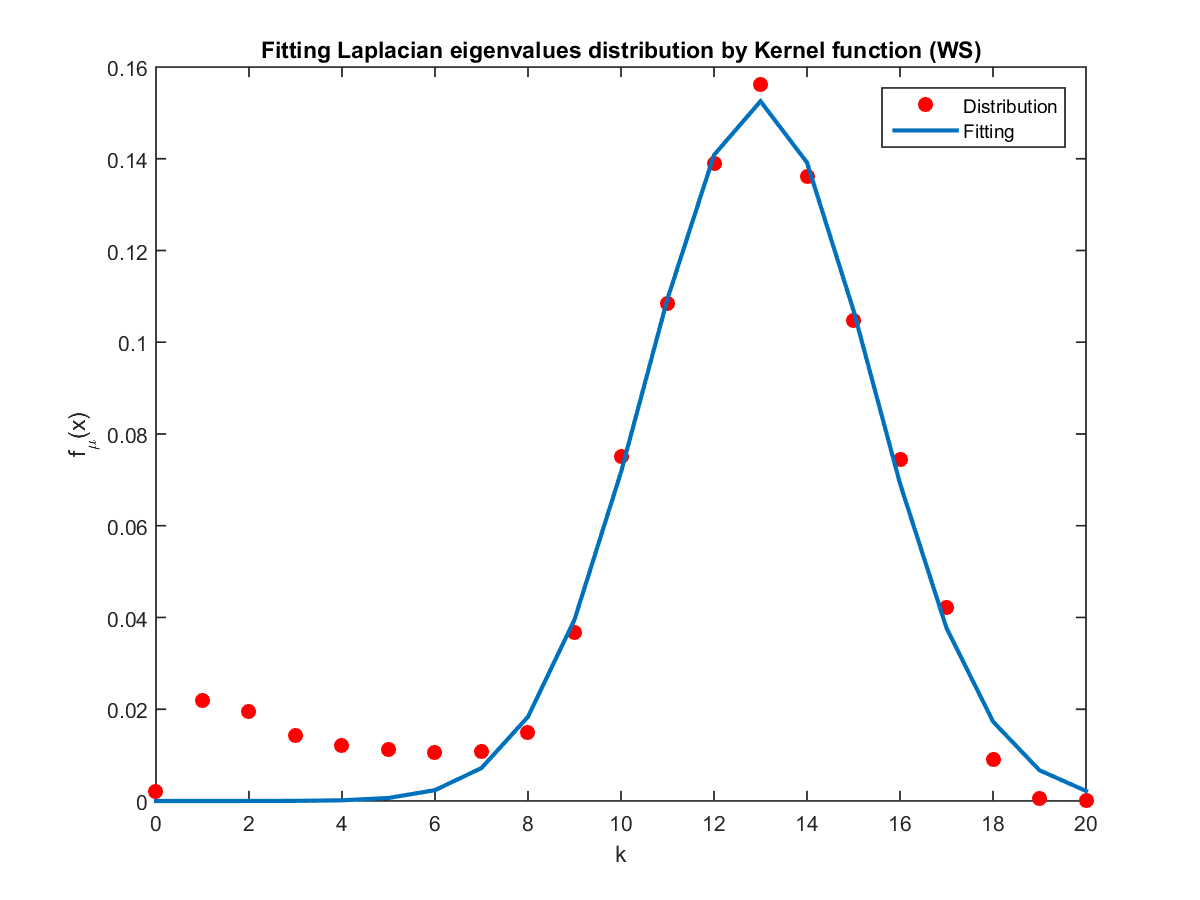 Fitting Laplacian eigenvalues distribution by Kernel function (WS)
0.16
0.14
0.12
0.1
0.08
0.06
0.04
0.02
0
f_μ(x)
Distribution
Fitting
0 2 4 6 8 10 12 14 16 18 20
k